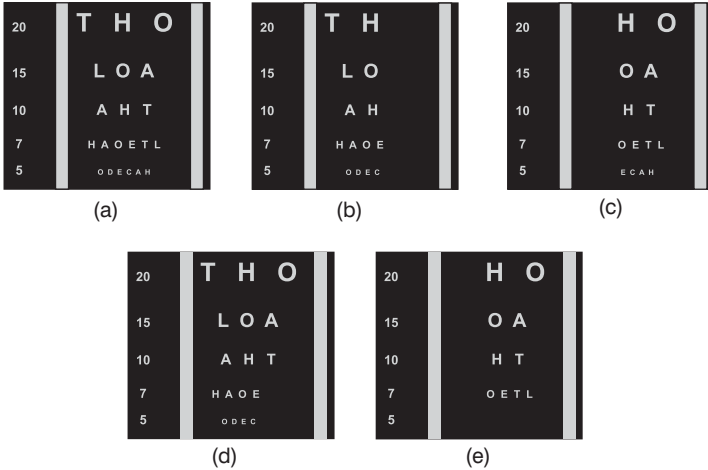 20 T H O
15 L O A
10 A H T
7 H A O E T L
5 O D E C A H
(a)
20 T H
15 L O
10 A H
7 H A O E
5 O D E C
(b)
20 H O
15 O A
10 H T
7 O E T L
5 E C A H
(c)
20 T H O
15 L O A
10 A H T
7 H A O E
5 O D E C
(d)
20 H O
15 O A
10 H T
7 O E T L
5
(e)